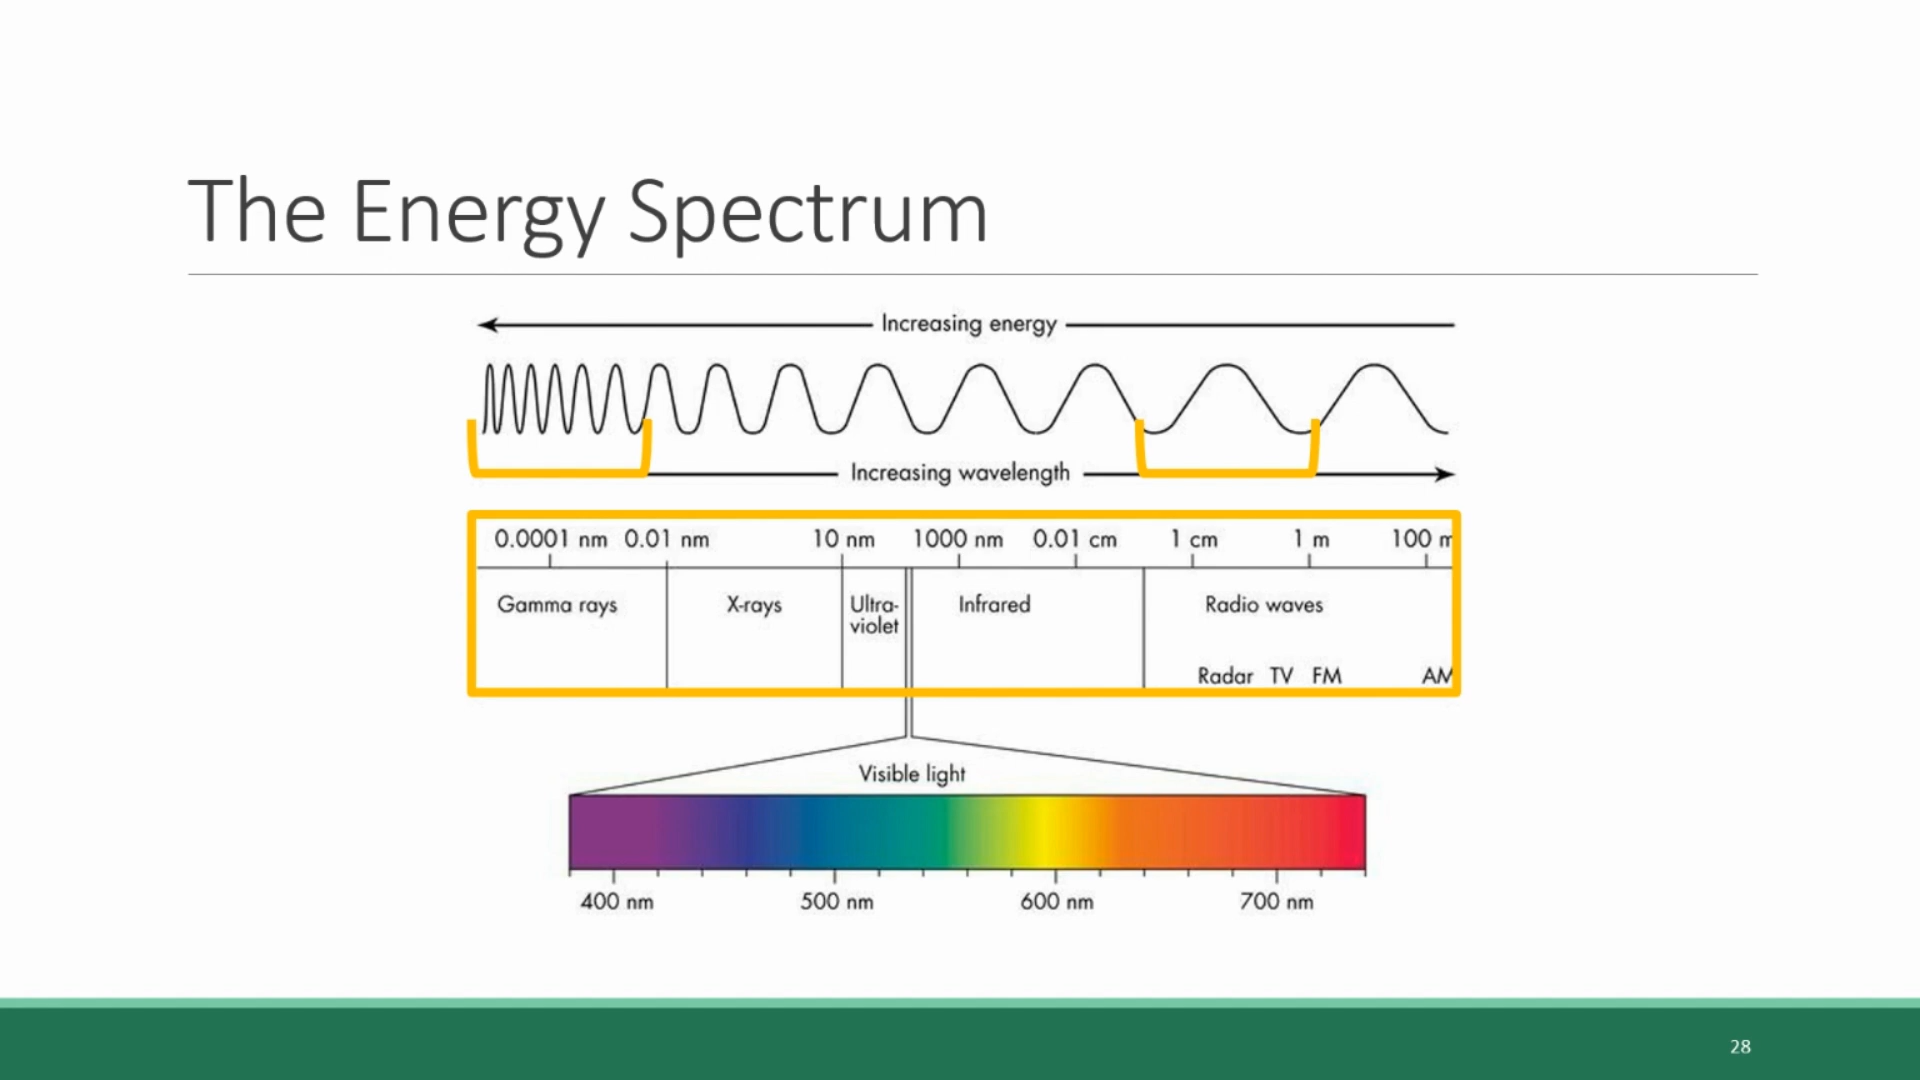 The Energy Spectrum
Increasing energy
Increasing wavelength
0.0001 nm 0.01 nm 10 nm 1000 nm 0.01 cm 1 cm 1 m 100 m
Gamma rays X-rays Ultra-
violet Infrared Radio waves
Radar TV FM AM
Visible light
400 nm 500 nm 600 nm 700 nm
28